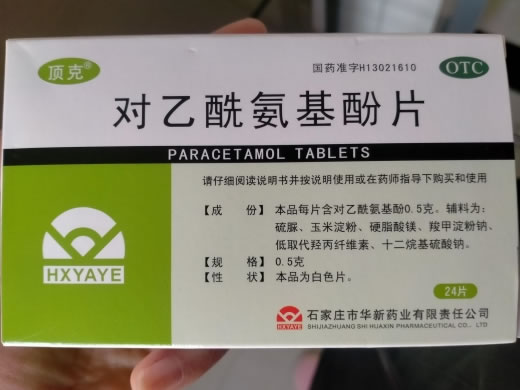 顶克®
国药准字H13021610
OTC
对乙酰氨基酚片
PARACETAMOL TABLETS
请仔细阅读说明书并按说明使用或在药师指导下购买和使用
【成 份】本品每片含对乙酰氨基酚0.5克。辅料为:
硫脲、玉米淀粉、硬脂酸镁、羧甲淀粉钠、
低取代羟丙纤维素、十二烷基硫酸钠。
【规 格】0.5克
【性 状】本品为白色片。
HXYAYE
24片
HXYAYE
石家庄市华新药业有限责任公司
SHIJIAZHUANG SHI HUAXIN PHARMACEUTICAL CO., LTD